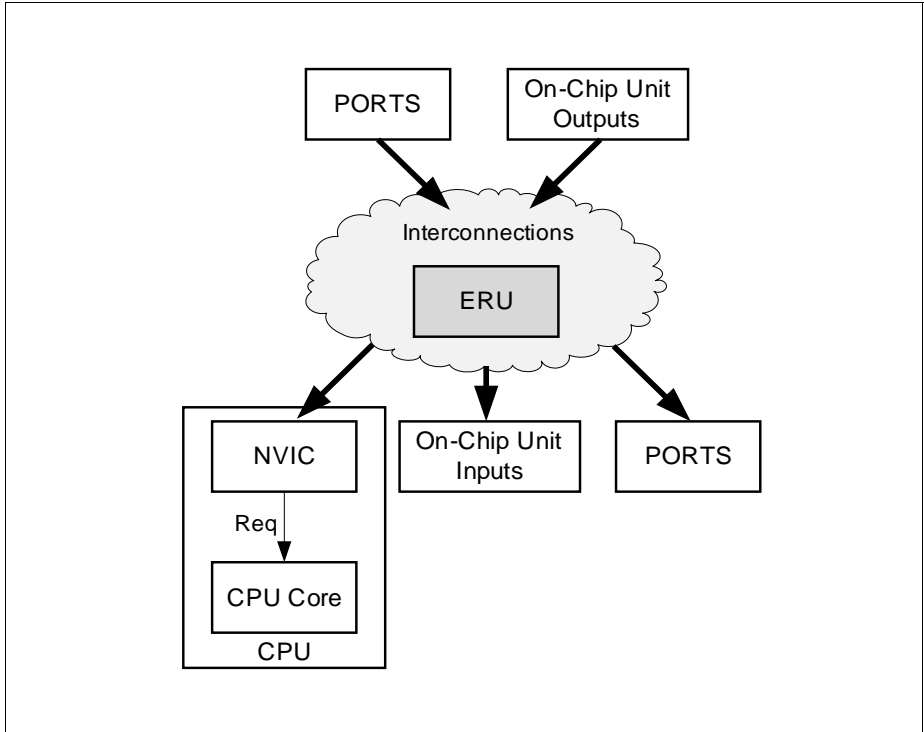 PORTS
On-Chip Unit
Outputs
Interconnections
ERU
NVIC
On-Chip Unit
Inputs
PORTS
Req
CPU Core
CPU